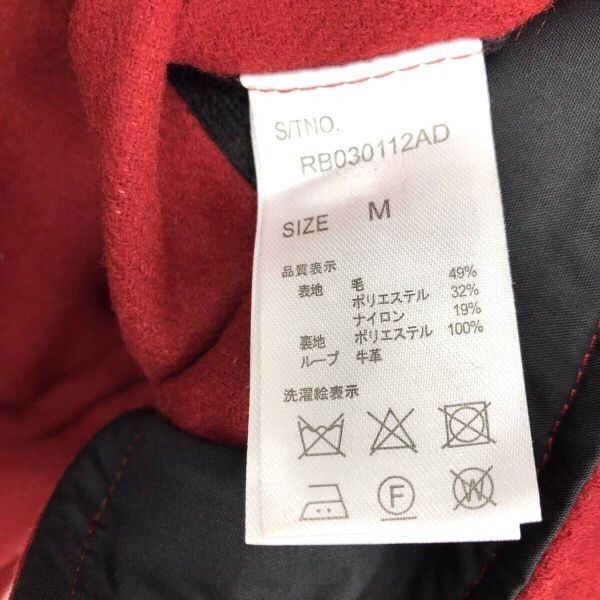 S/TNO.
RB030112AD
SIZE M
品質表示
表地 毛 49%
ポリエステル 32%
ナイロン 19%
裏地 ポリエステル 100%
ループ 牛革
洗濯絵表示
F
W